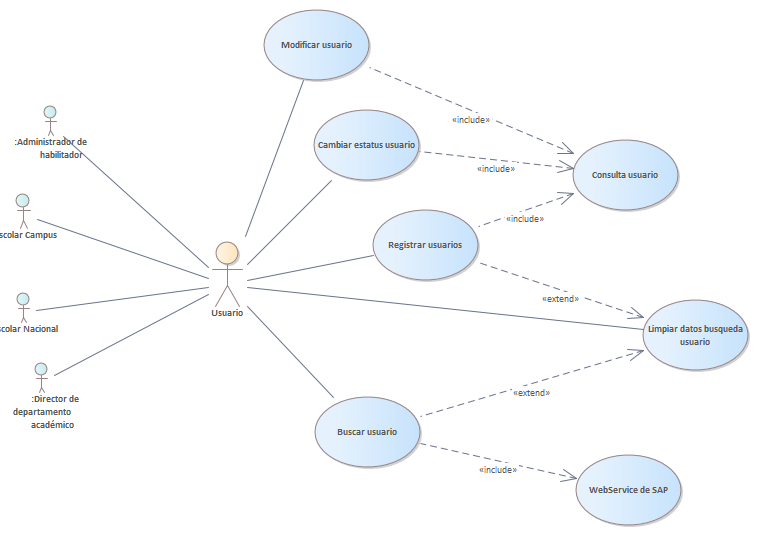 Modificar usuario
«include»
:Administrador de
habilitador
Cambiar estatus usuario
«include»
Consulta usuario
scolar Campus
«include»
Registrar usuarios
«extend»
Usuario
scolar Nacional
Limpiar datos busqueda
usuario
:Director de
departamento
académico
«extend»
Buscar usuario
«include»
WebService de SAP